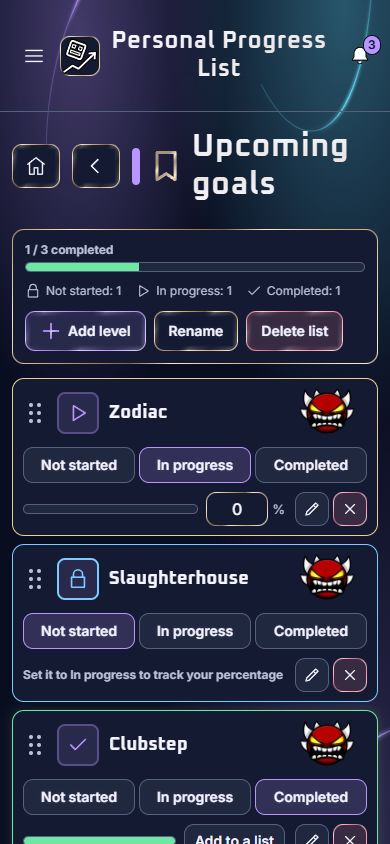 Personal Progress
List
3
Upcoming
goals
1 / 3 completed
Not started: 1 In progress: 1 Completed: 1
Add level Rename Delete list
Zodiac
Not started In progress Completed
0 %
Slaughterhouse
Not started In progress Completed
Set it to In progress to track your percentage
Clubstep
Not started In progress Completed
Add to a list